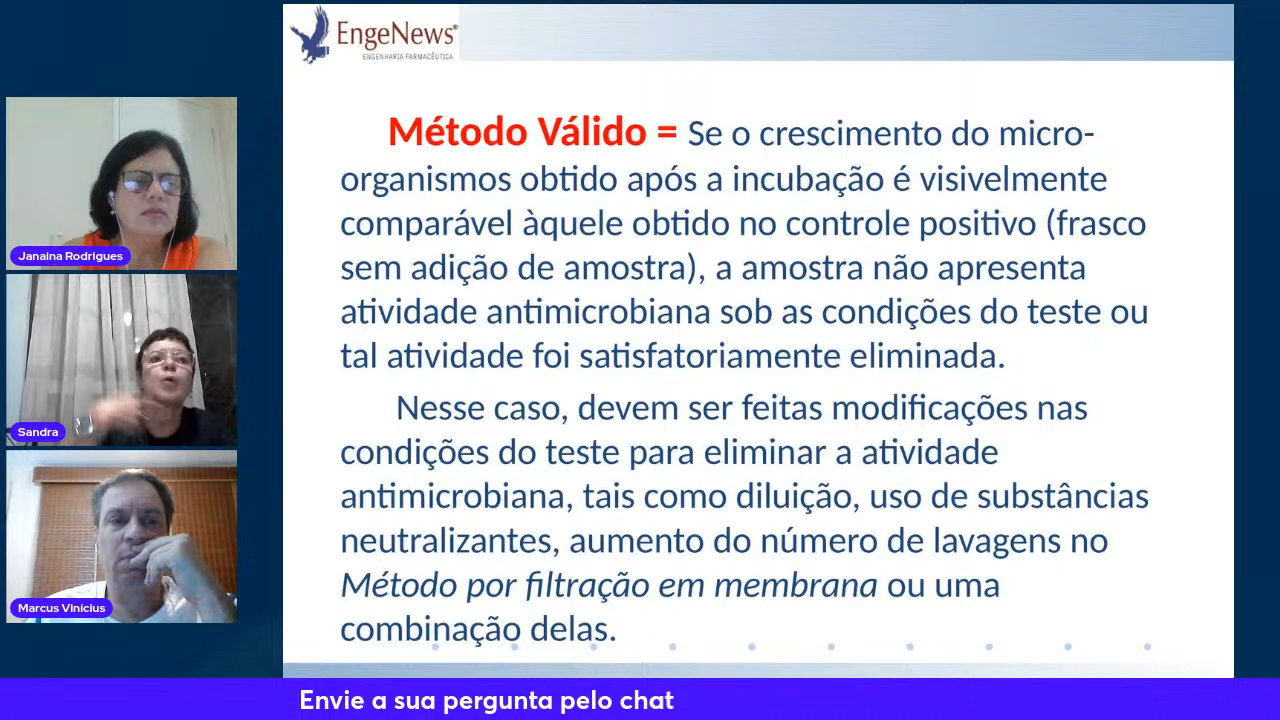 EngeNews®
ENGENHARIA FARMACÊUTICA
Método Válido = Se o crescimento do micro-
organismos obtido após a incubação é visivelmente
comparável àquele obtido no controle positivo (frasco
sem adição de amostra), a amostra não apresenta
atividade antimicrobiana sob as condições do teste ou
tal atividade foi satisfatoriamente eliminada.
Nesse caso, devem ser feitas modificações nas
condições do teste para eliminar a atividade
antimicrobiana, tais como diluição, uso de substâncias
neutralizantes, aumento do número de lavagens no
Método por filtração em membrana ou uma
combinação delas.
Janaina Rodrigues
Sandra
Marcus Vinícius
Envie a sua pergunta pelo chat